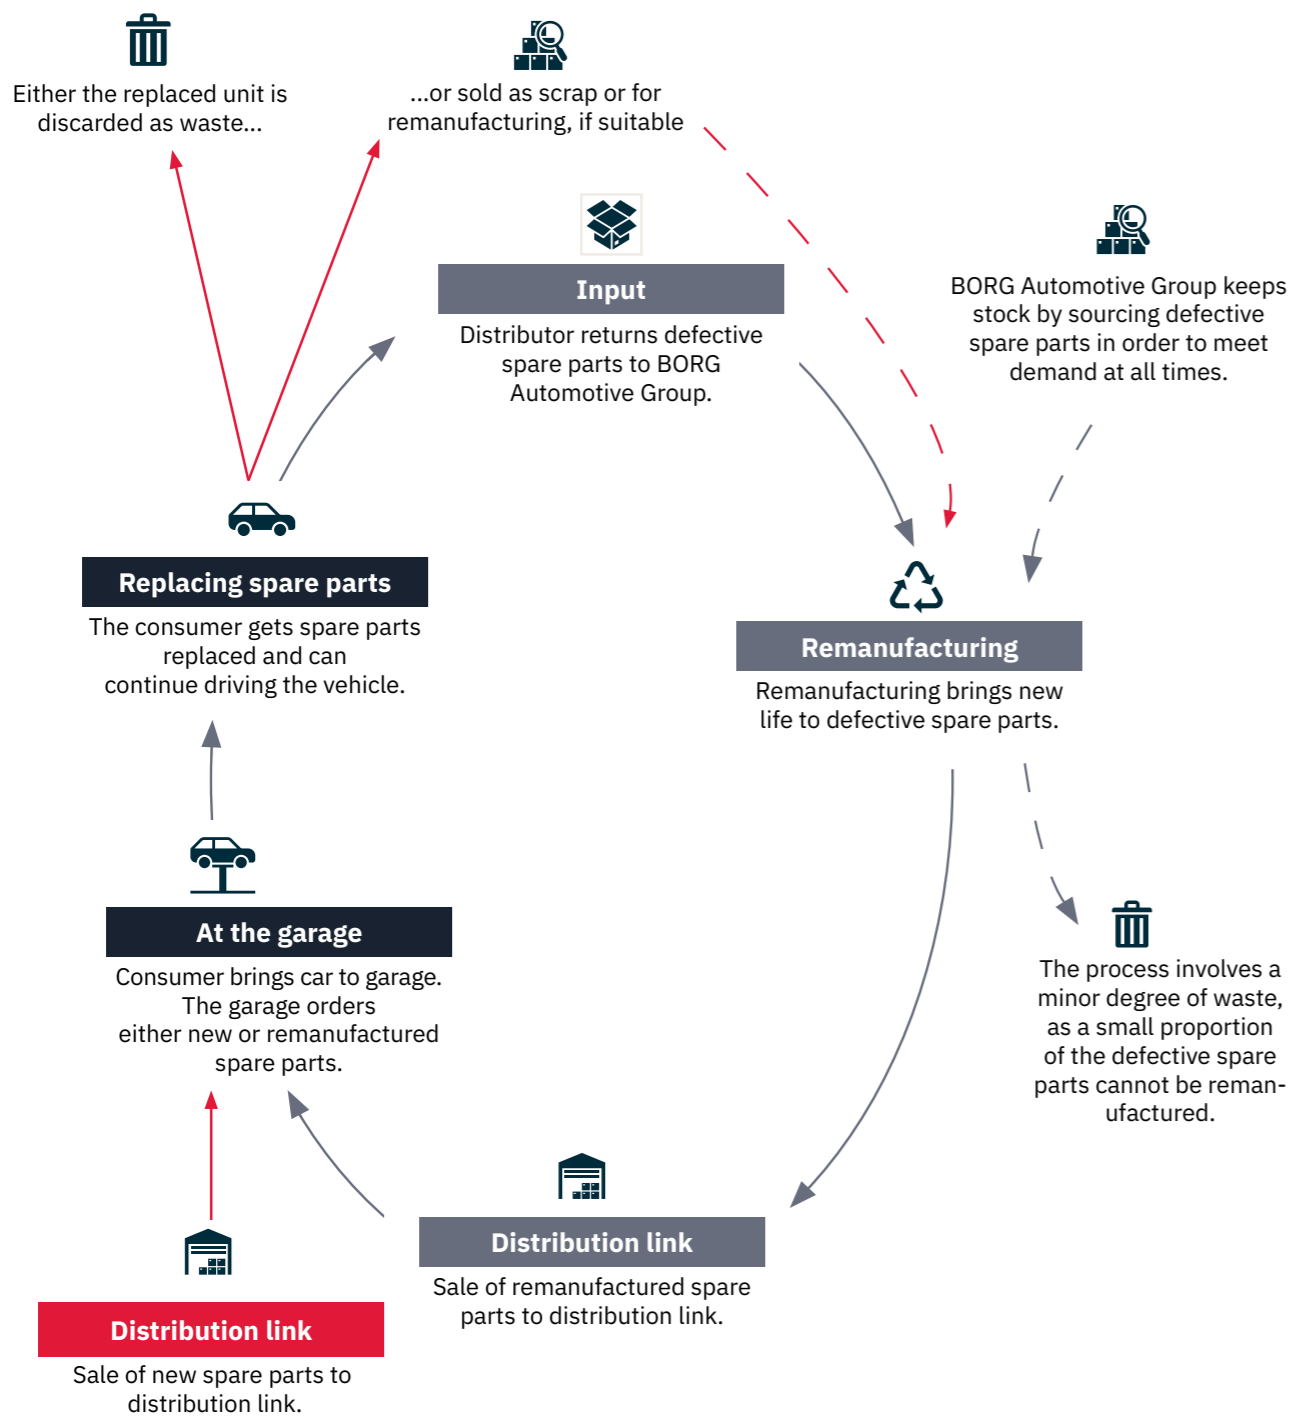 Either the replaced unit is
discarded as waste...
...or sold as scrap or for
remanufacturing, if suitable
Input
Distributor returns defective
spare parts to BORG
Automotive Group.
BORG Automotive Group keeps
stock by sourcing defective
spare parts in order to meet
demand at all times.
Replacing spare parts
The consumer gets spare parts
replaced and can
continue driving the vehicle.
Remanufacturing
Remanufacturing brings new
life to defective spare parts.
At the garage
Consumer brings car to garage.
The garage orders
either new or remanufactured
spare parts.
The process involves a
minor degree of waste,
as a small proportion
of the defective spare
parts cannot be reman-
ufactured.
Distribution link
Sale of remanufactured spare
parts to distribution link.
Distribution link
Sale of new spare parts to
distribution link.